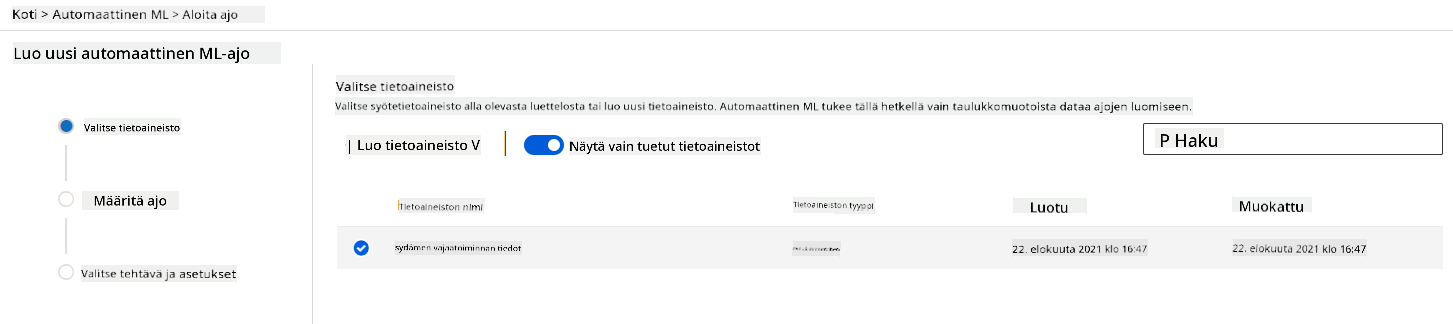 Koti > Automaattinen ML > Aloita ajo
Luo uusi automaattinen ML-ajo
Valitse tietoaineisto
Määritä ajo
Valitse tehtävä ja asetukset
Valitse tietoaineisto
Valitse syötetietoaineisto alla olevasta luettelosta tai luo uusi tietoaineisto. Automaattinen ML tukee tällä hetkellä vain taulukkomuotoista dataa ajojen luomiseen.
| Luo tietoaineisto V
Näytä vain tuetut tietoaineistot
P Haku
Tietoaineiston nimi Tietoaineiston tyyppi Luotu Muokattu
sydämen vajaatoiminnan tiedot 22. elokuuta 2021 klo 16:47 22. elokuuta 2021 klo 16:47